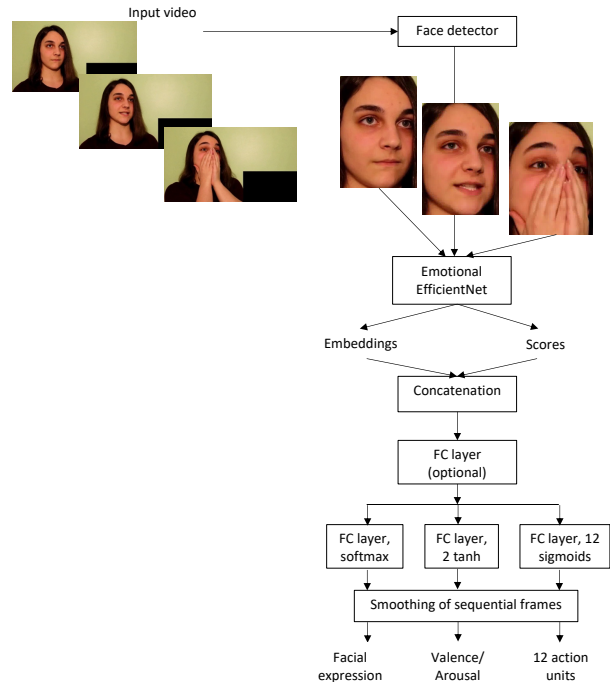 Input video
Face detector
Emotional
EfficientNet
Embeddings
Scores
Concatenation
FC layer
(optional)
FC layer,
softmax
FC layer,
2 tanh
FC layer, 12
sigmoids
Smoothing of sequential frames
Facial
expression
Valence/
Arousal
12 action
units